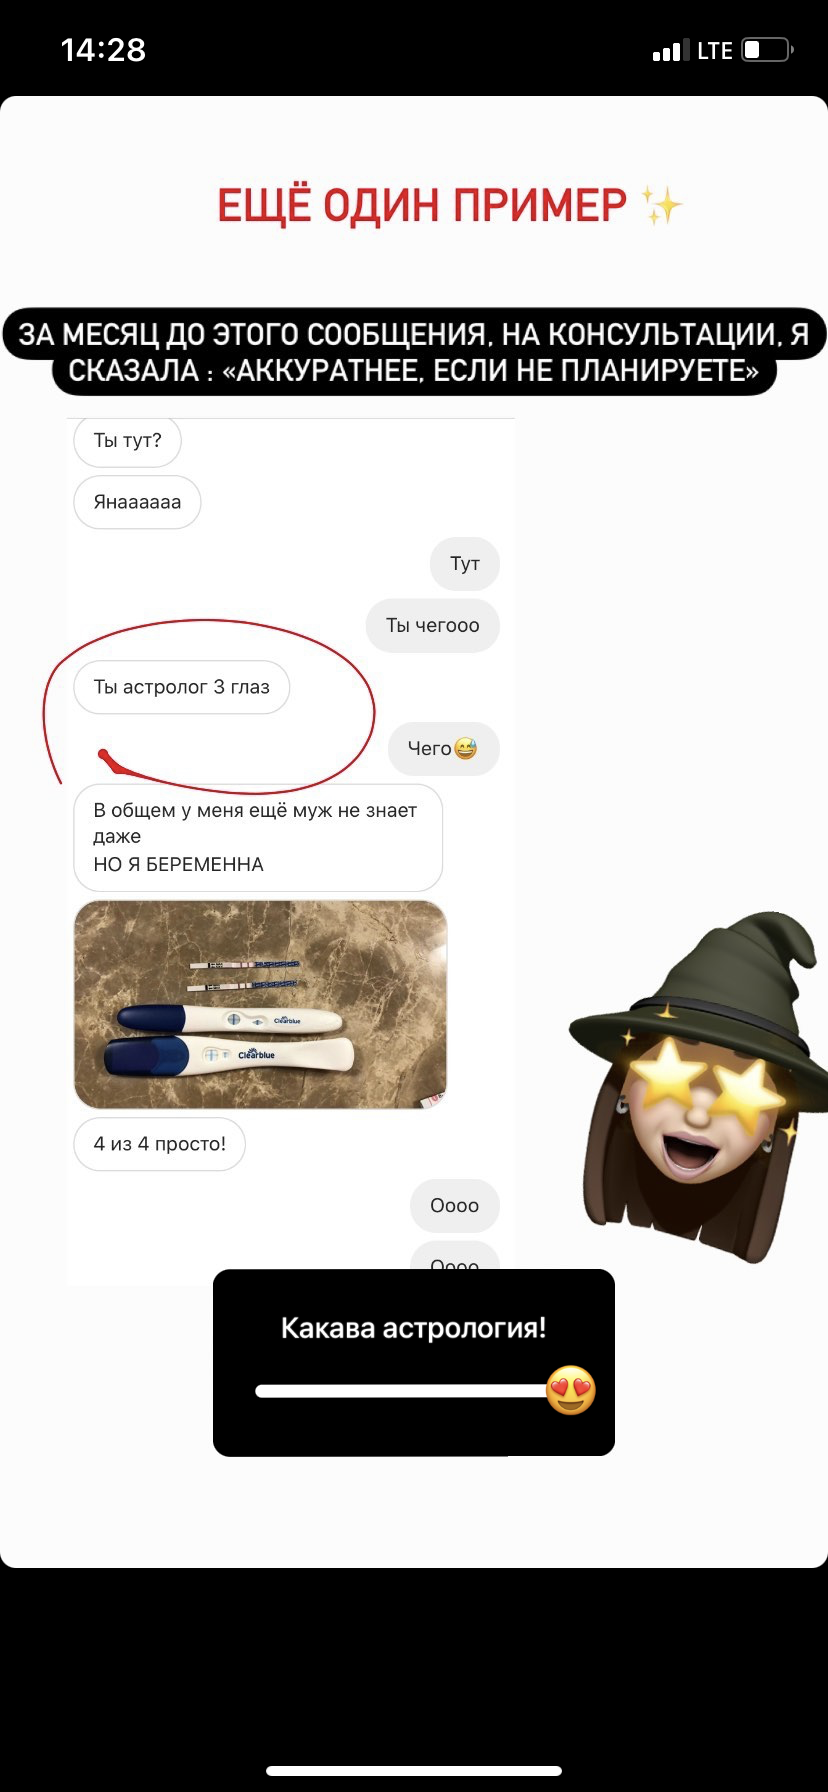 14:28
LTE
ЕЩЁ ОДИН ПРИМЕР ✨
ЗА МЕСЯЦ ДО ЭТОГО СООБЩЕНИЯ, НА КОНСУЛЬТАЦИИ, Я
СКАЗАЛА : «АККУРАТНЕЕ, ЕСЛИ НЕ ПЛАНИРУЕТЕ»
Ты тут?
Янааааааа
Тут
Ты чегооо
Ты астролог 3 глаз
Чего😅
В общем у меня ещё муж не знает
даже
НО Я БЕРЕМЕННА
Clearblue
Clearblue
4 из 4 просто!
Оооо
Оооо
Какава астрология!